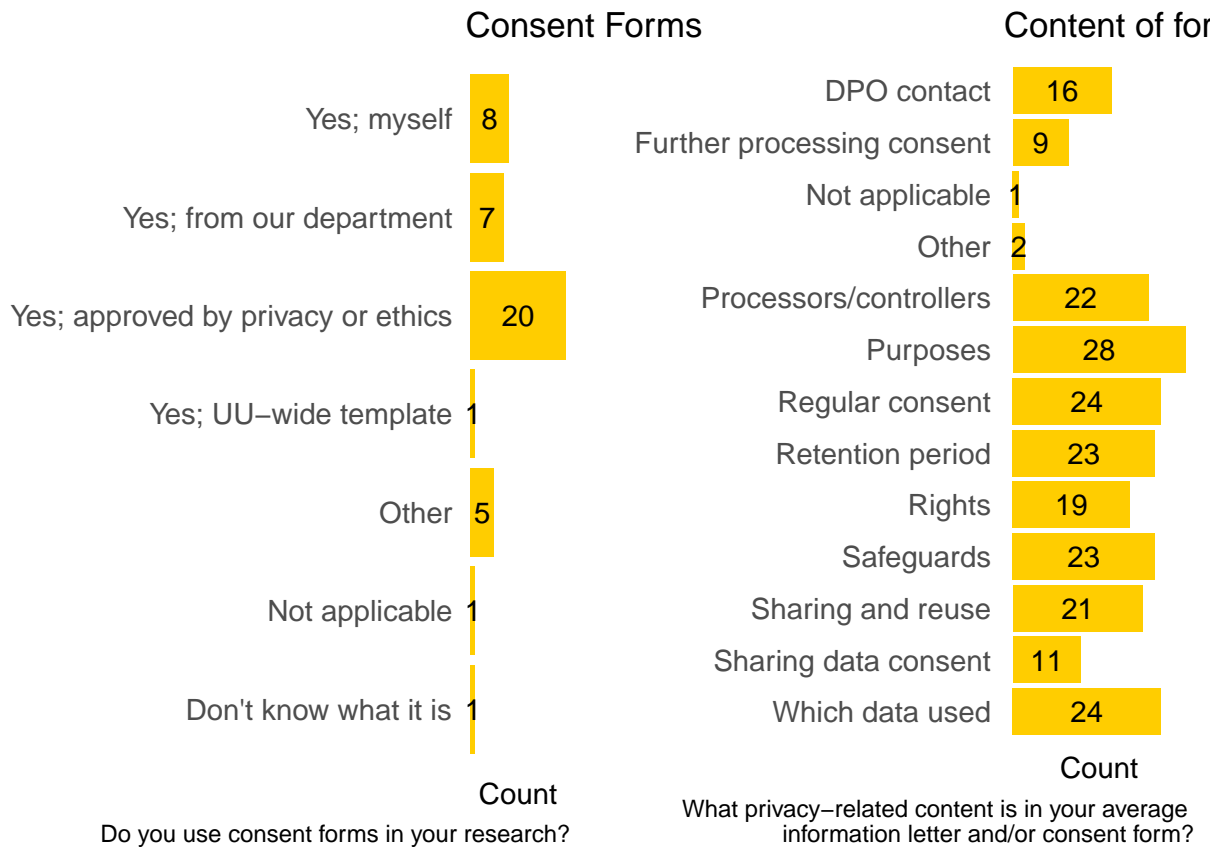 Consent Forms
Yes; myself 8
Yes; from our department 7
Yes; approved by privacy or ethics 20
Yes; UU−wide template 1
Other 5
Not applicable 1
Don't know what it is 1
Count
Do you use consent forms in your research?
Content of for
DPO contact 16
Further processing consent 9
Not applicable 1
Other 2
Processors/controllers 22
Purposes 28
Regular consent 24
Retention period 23
Rights 19
Safeguards 23
Sharing and reuse 21
Sharing data consent 11
Which data used 24
Count
What privacy−related content is in your average
information letter and/or consent form?